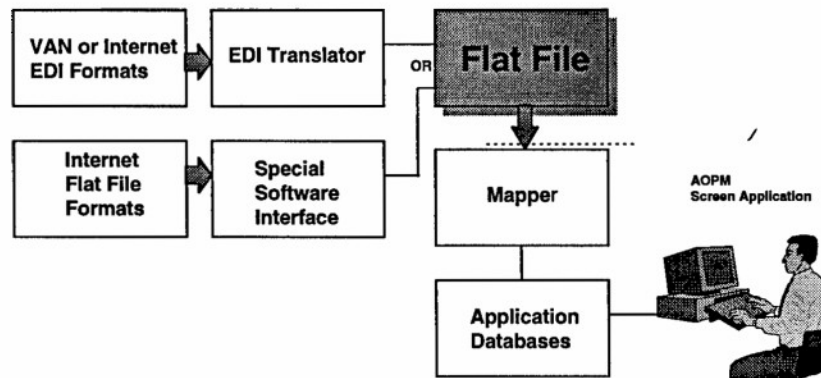 VAN or Internet
EDI Formats
EDI Translator
OR
Flat File
Internet
Flat File
Formats
Special
Software
Interface
Mapper
AOPM
Screen Application
Application
Databases